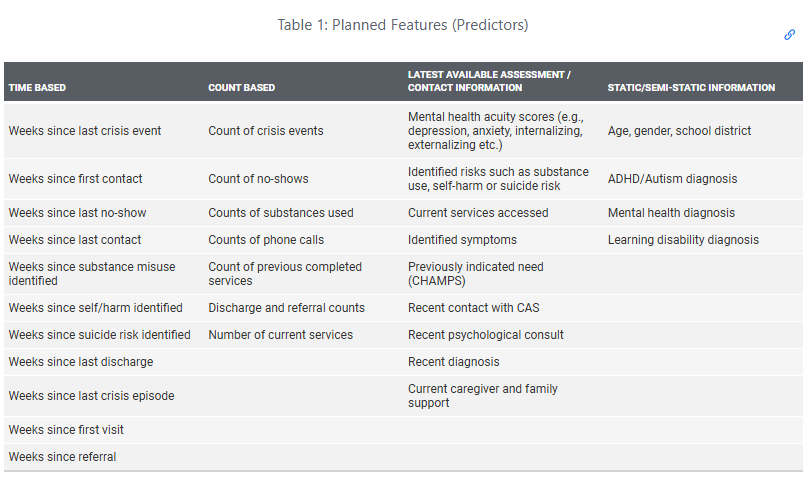 Table 1: Planned Features (Predictors)
TIME BASED
COUNT BASED
LATEST AVAILABLE ASSESSMENT /
CONTACT INFORMATION
STATIC/SEMI-STATIC INFORMATION
Weeks since last crisis event
Count of crisis events
Mental health acuity scores (e.g.,
depression, anxiety, internalizing,
externalizing etc.)
Age, gender, school district
Weeks since first contact
Count of no-shows
Identified risks such as substance
use, self-harm or suicide risk
ADHD/Autism diagnosis
Weeks since last no-show
Counts of substances used
Current services accessed
Mental health diagnosis
Weeks since last contact
Counts of phone calls
Identified symptoms
Learning disability diagnosis
Weeks since substance misuse
identified
Count of previous completed
services
Previously indicated need
(CHAMPS)
Weeks since self/harm identified
Discharge and referral counts
Recent contact with CAS
Weeks since suicide risk identified
Number of current services
Recent psychological consult
Weeks since last discharge
Recent diagnosis
Weeks since last crisis episode
Current caregiver and family
support
Weeks since first visit
Weeks since referral